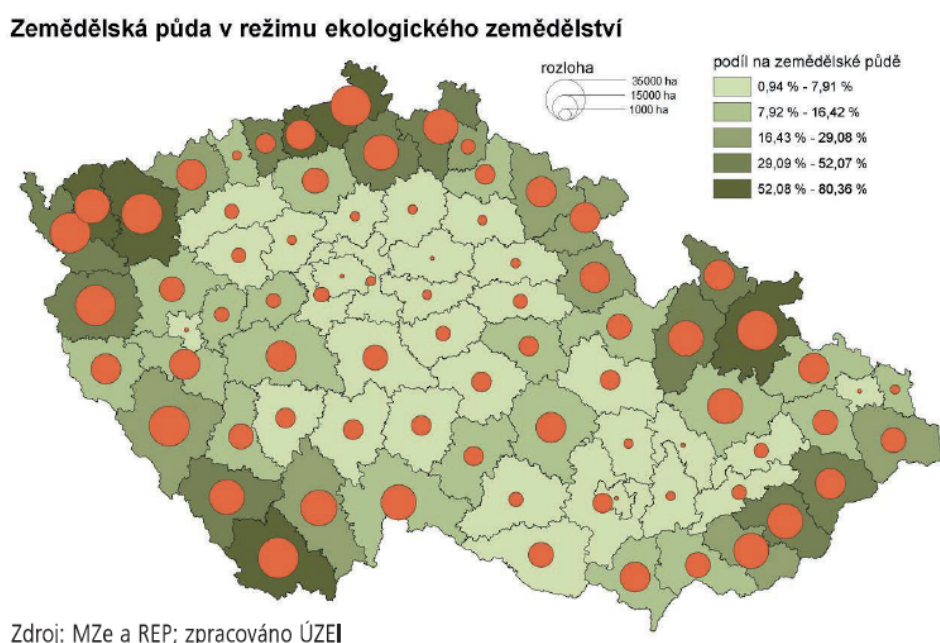 Zemědělská půda v režimu ekologického zemědělství
rozloha
35000 ha
15000 ha
1000 ha
podíl na zemědělské půdě
0,94 % - 7,91 %
7,92 % - 16,42 %
16,43 % - 29,08 %
29,09 % - 52,07 %
52,08 % - 80,36 %
Zdroj: MZe a REP; zpracováno ÚZEI